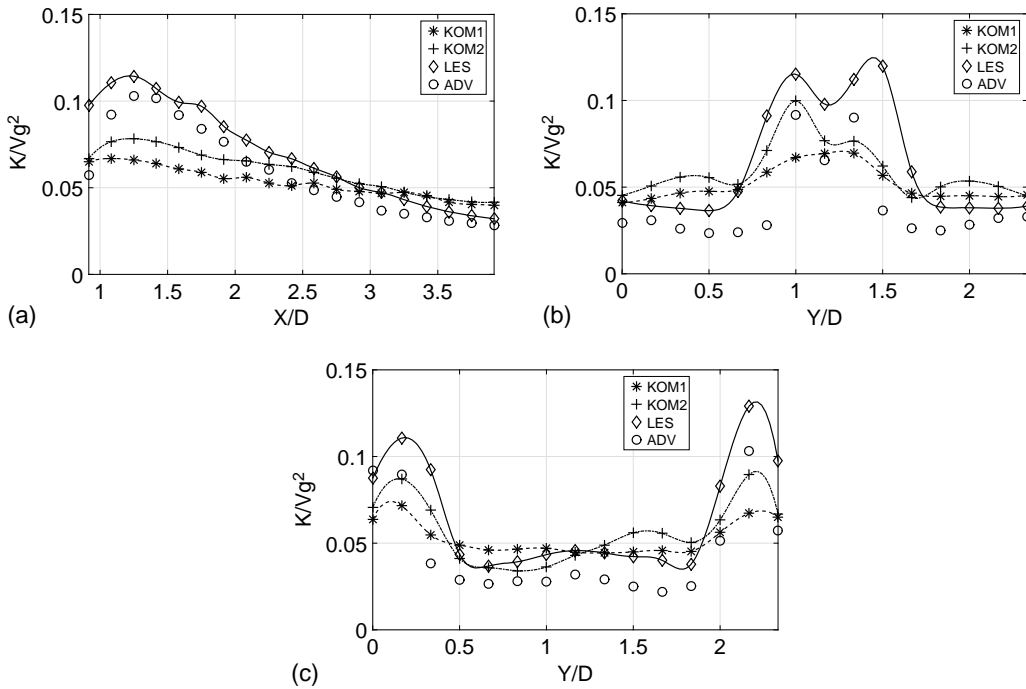 0.15
0.1
0.05
0
K/Vg²
1
1.5
2
2.5
3
3.5
X/D
KOM1
KOM2
LES
ADV
(a)
0.15
0.1
0.05
0
K/Vg²
0
0.5
1
1.5
2
Y/D
KOM1
KOM2
LES
ADV
(b)
0.15
0.1
0.05
0
K/Vg²
0
0.5
1
1.5
2
Y/D
KOM1
KOM2
LES
ADV
(c)